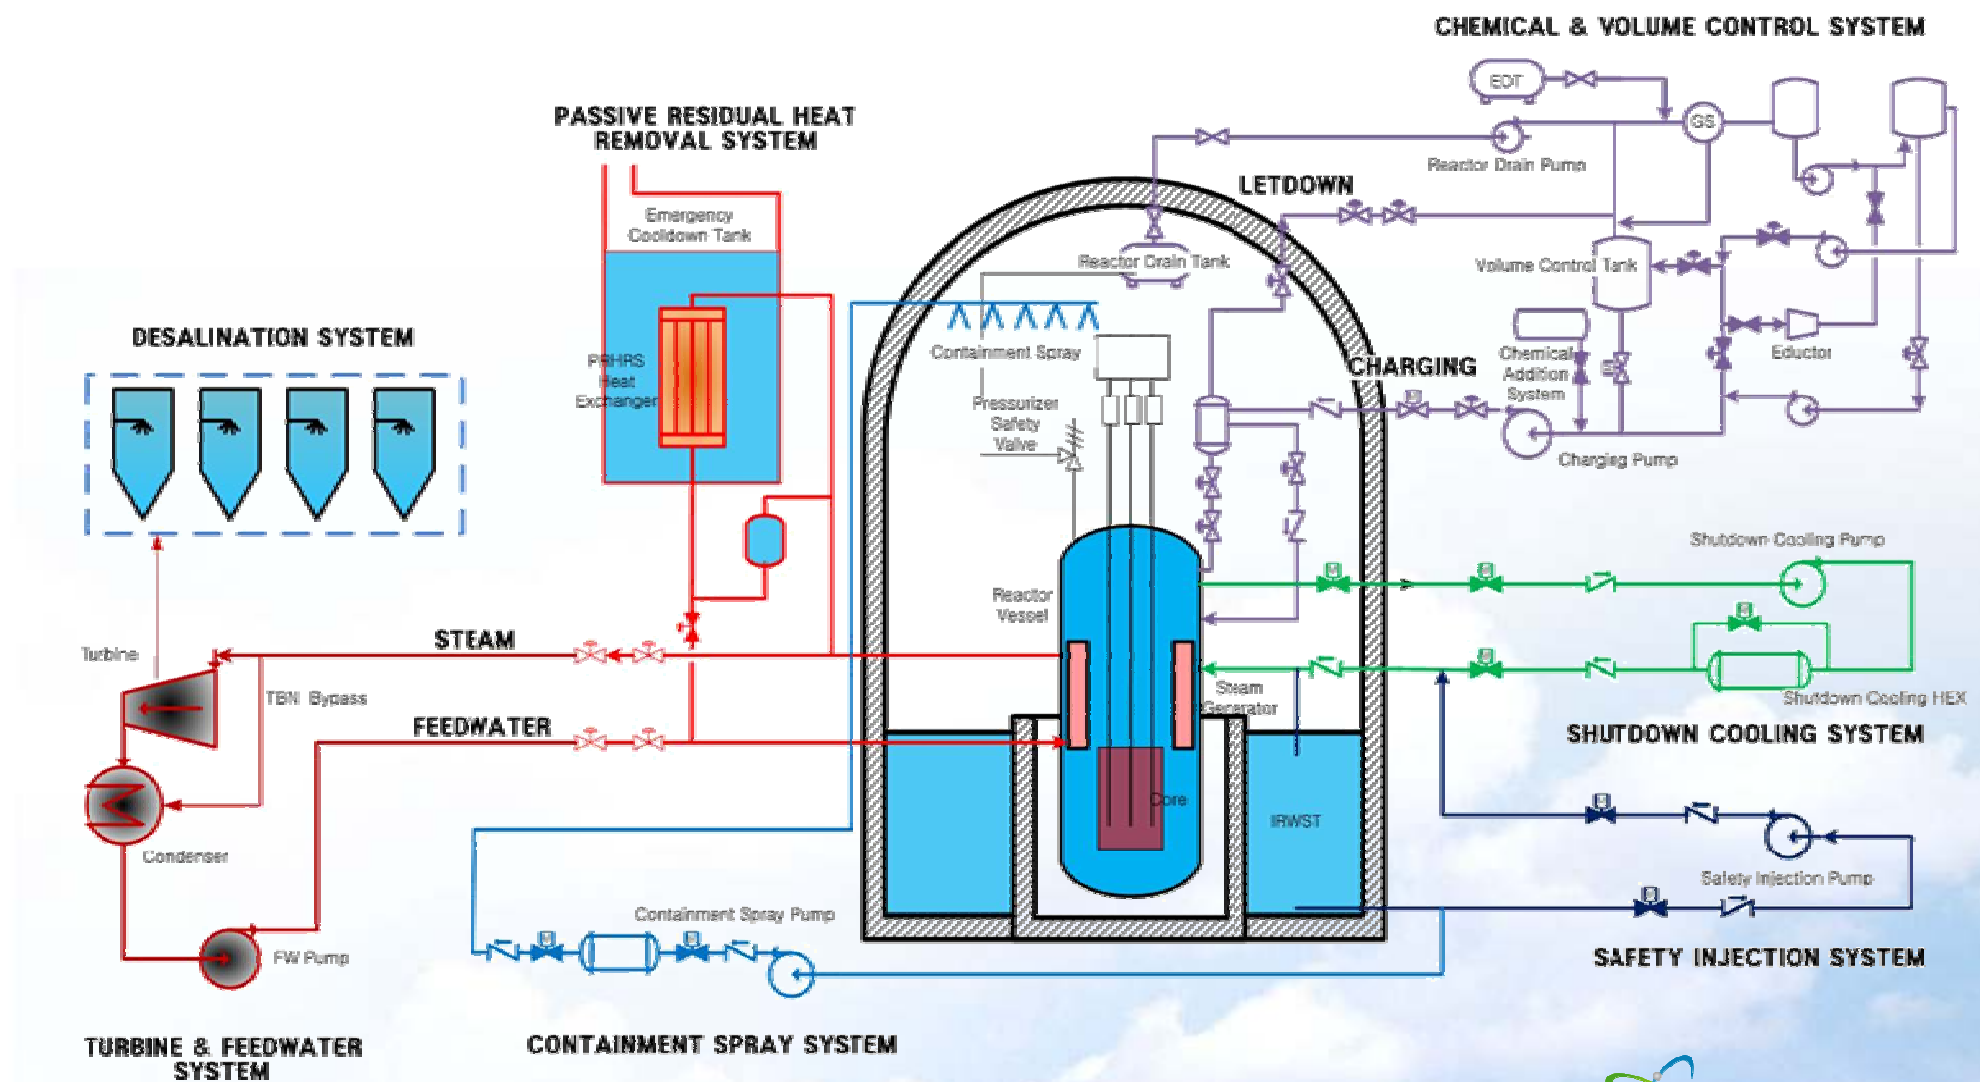 CHEMICAL & VOLUME CONTROL SYSTEM
EDT
GS
Reactor Drain Pump
PASSIVE RESIDUAL HEAT
REMOVAL SYSTEM
LETDOWN
Emergency
Cooldown Tank
Reactor Drain Tank
Volume Control Tank
DESALINATION SYSTEM
Containment Spray
PRHRS
Heat
Exchanger
CHARGING
Chemical
Addition
System
Eductor
Pressurizer
Safety
Valve
Charging Pump
Shutdown Cooling Pump
Reactor
Vessel
STEAM
Turbine
TBN Bypass
Steam
Generator
Shutdown Cooling HEX
FEEDWATER
SHUTDOWN COOLING SYSTEM
Core
IRWST
Condenser
Safety Injection Pump
Containment Spray Pump
FW Pump
SAFETY INJECTION SYSTEM
TURBINE & FEEDWATER
SYSTEM
CONTAINMENT SPRAY SYSTEM